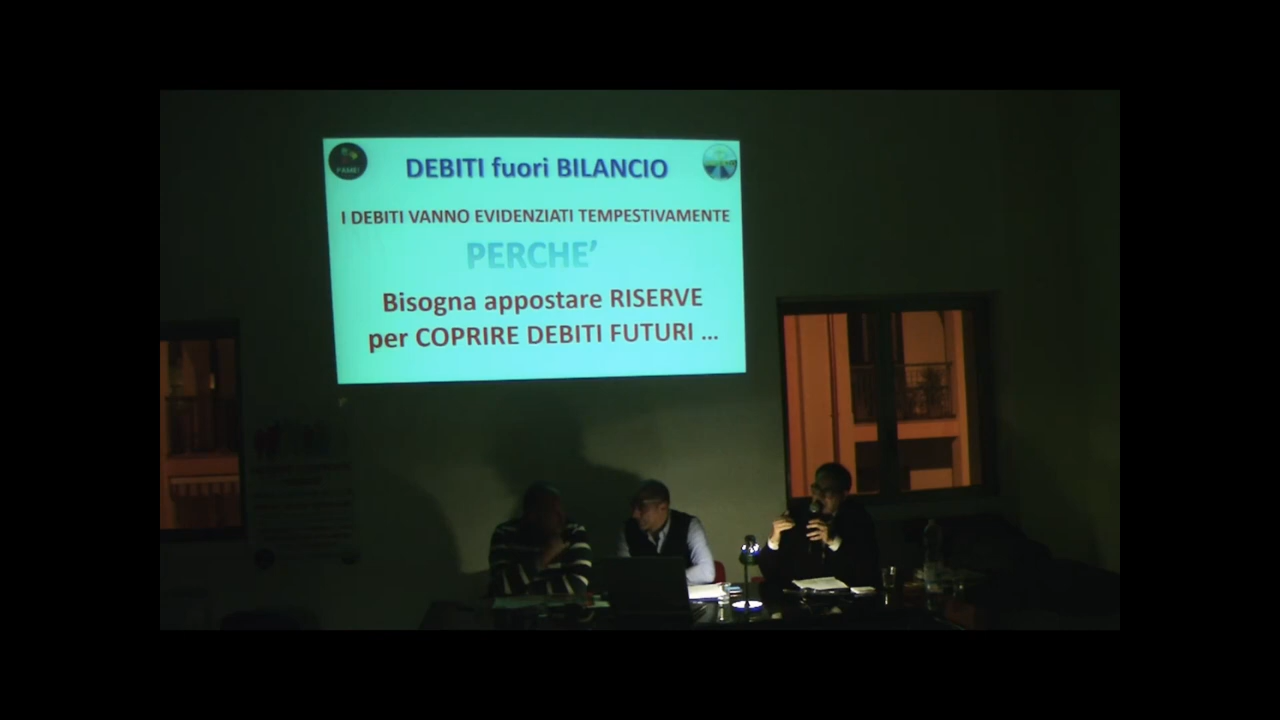 DEBITI fuori BILANCIO
I DEBITI VANNO EVIDENZIATI TEMPESTIVAMENTE
PERCHE’
Bisogna appostare RISERVE
per COPRIRE DEBITI FUTURI ...